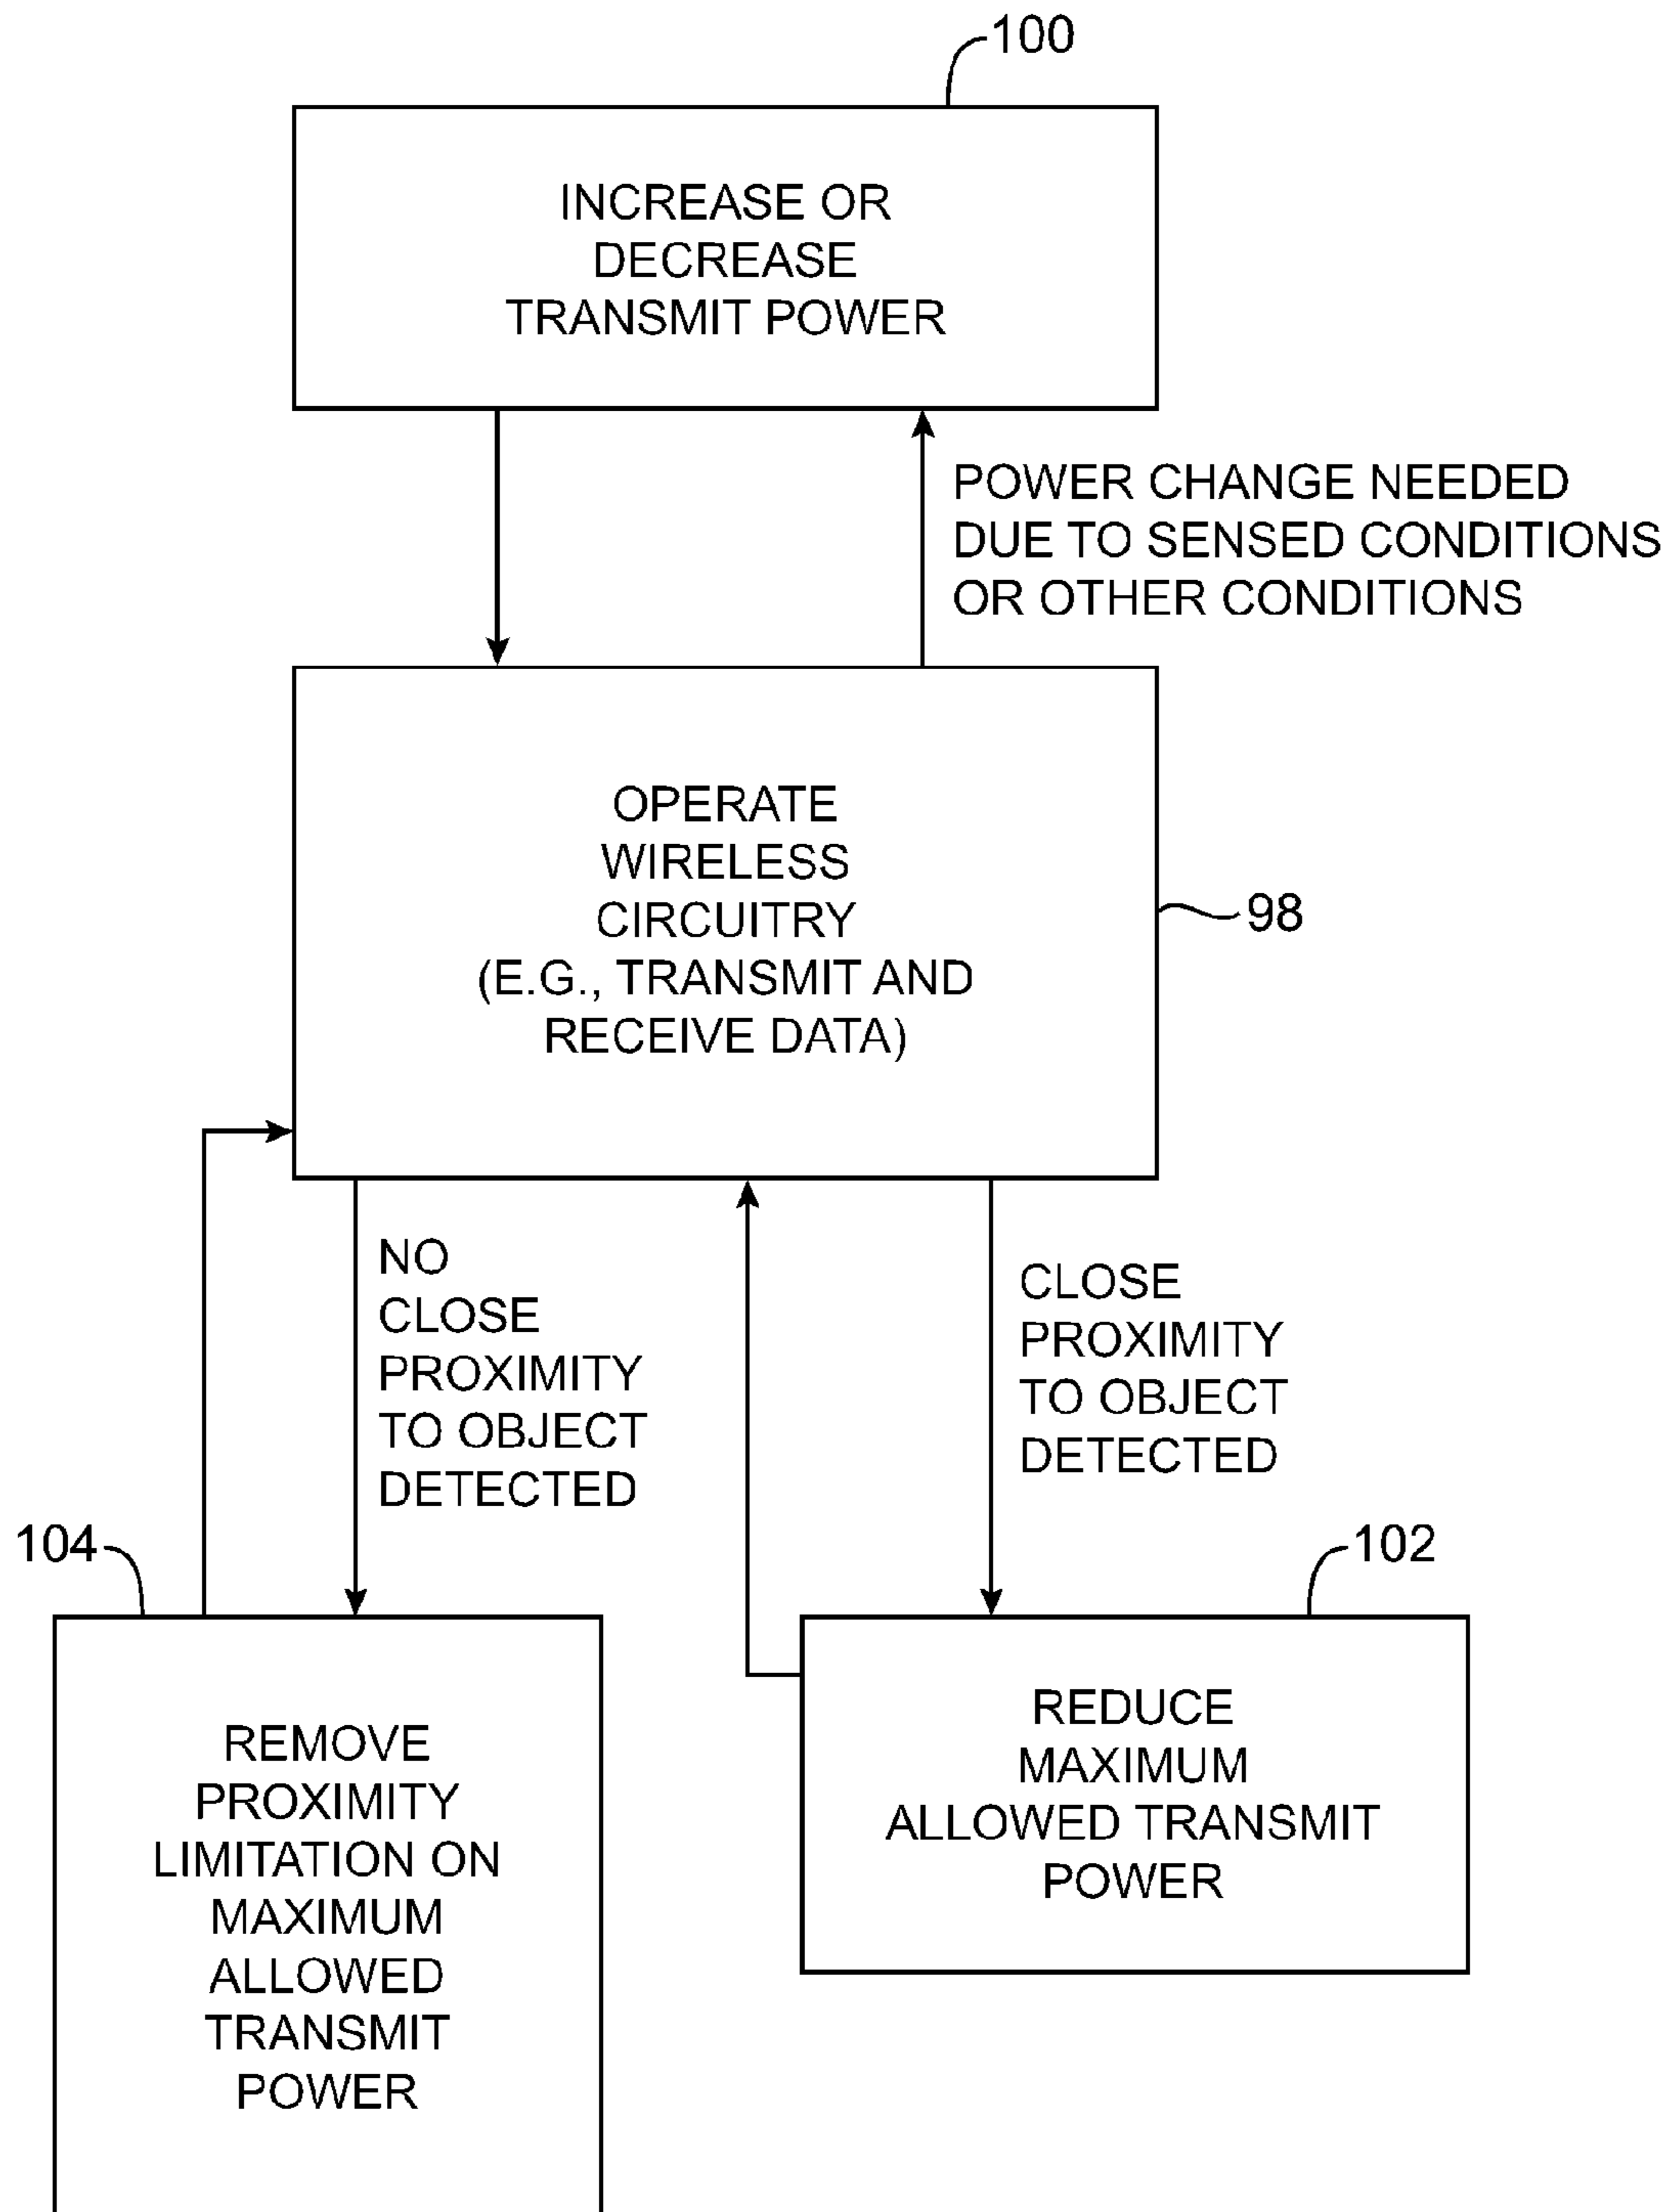 100
INCREASE OR
DECREASE
TRANSMIT POWER
POWER CHANGE NEEDED
DUE TO SENSED CONDITIONS
OR OTHER CONDITIONS
OPERATE
WIRELESS
CIRCUITRY
(E.G., TRANSMIT AND
RECEIVE DATA)
98
NO
CLOSE
PROXIMITY
TO OBJECT
DETECTED
CLOSE
PROXIMITY
TO OBJECT
DETECTED
104
REMOVE
PROXIMITY
LIMITATION ON
MAXIMUM
ALLOWED
TRANSMIT
POWER
102
REDUCE
MAXIMUM
ALLOWED TRANSMIT
POWER